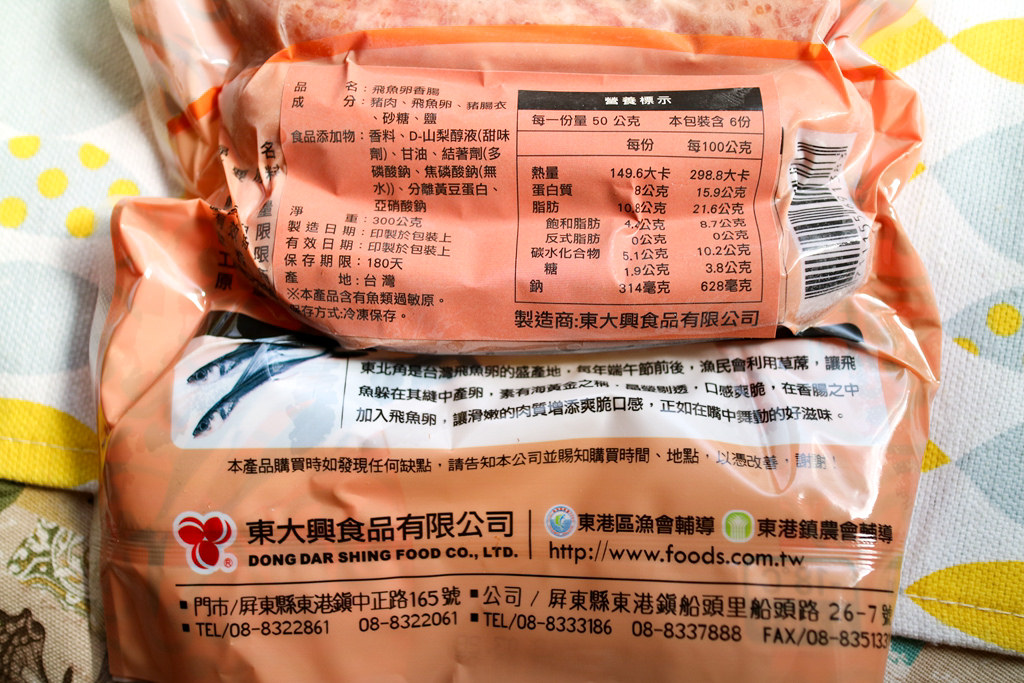 品 名：飛魚卵香腸
成 分：豬肉、飛魚卵、豬腸衣
、砂糖、鹽
食品添加物：香料、D-山梨醇液(甜味
劑)、甘油、結著劑(多
磷酸鈉、焦磷酸鈉(無
水))、分離黃豆蛋白、
亞硝酸鈉
淨 重：300公克
製造日期：印製於包裝上
有效日期：印製於包裝上
保存期限：180天
產 地：台灣
※本產品含有魚類過敏原。
保存方式:冷凍保存。
營養標示
每一份量 50 公克 本包裝含 6份
每份 每100公克
熱量 149.6大卡 298.8大卡
蛋白質 8公克 15.9公克
脂肪 10.8公克 21.6公克
飽和脂肪 4.公克 8.7公克
反式脂肪 0公克 0公克
碳水化合物 5.1公克 10.2公克
糖 1.9公克 3.8公克
鈉 314毫克 628毫克
製造商:東大興食品有限公司
東北角是台灣飛魚卵的盛產地，每年端午節前後，漁民會利用草蓆，讓飛
魚躲在其縫中產卵，素有海黃金之稱，晶瑩剔透，口感爽脆，在香腸之中
加入飛魚卵，讓滑嫩的肉質增添爽脆口感，正如在嘴中舞動的好滋味。
本產品購買時如發現任何缺點，請告知本公司並賜知購買時間、地點，以憑改善，謝謝！
東大興食品有限公司
DONG DAR SHING FOOD CO., LTD.
東港區漁會輔導 東港鎮農會輔導
http://www.foods.com.tw
▪門市/屏東縣東港鎮中正路165號
▪TEL/08-8322861 08-8322061
▪公司 / 屏東縣東港鎮船頭里船頭路 26-7號
▪TEL/08-8333186 08-8337888 FAX/08-835133